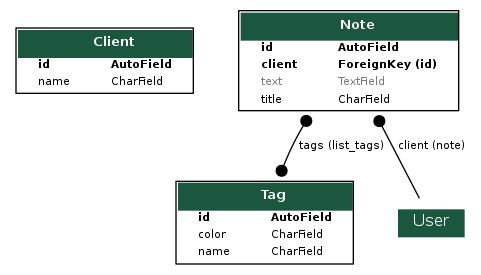 Client
id AutoField
name CharField
Note
id AutoField
client ForeignKey (id)
text TextField
title CharField
tags (list_tags)
client (note)
Tag
id AutoField
color CharField
name CharField
User